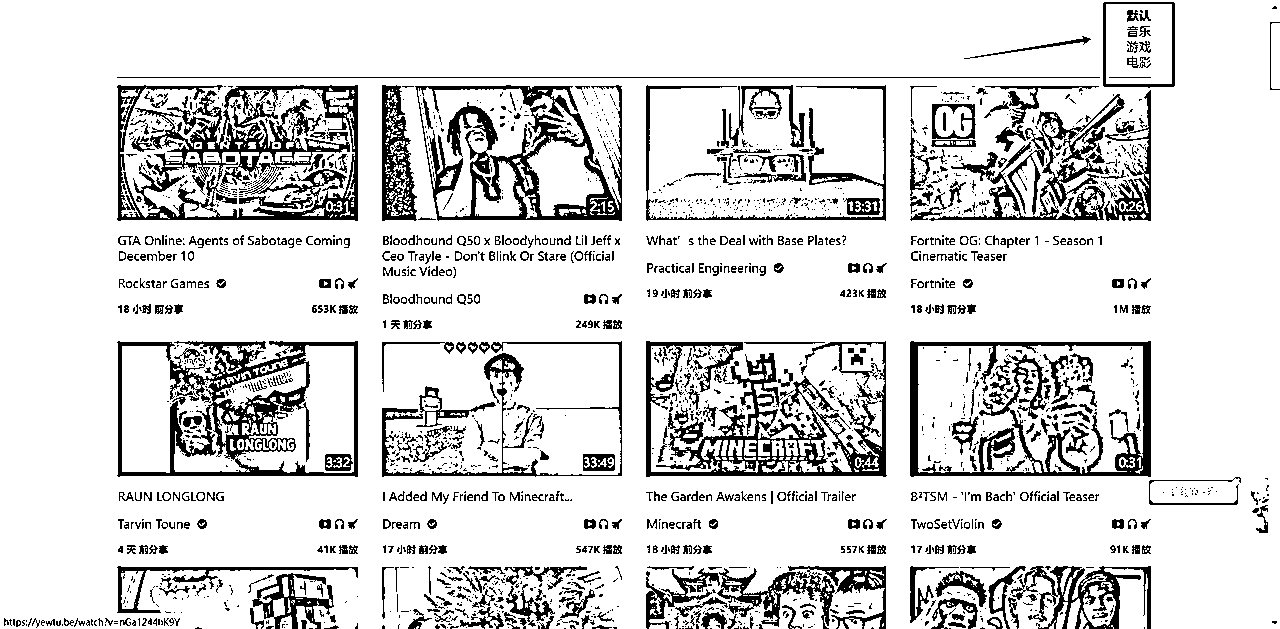 默认
音乐
游戏
电影
SABOTAGE
0:31
2:15
13:31
OG
0:26
GTA Online: Agents of Sabotage Coming
December 10
Rockstar Games
18 小时 前分享
653K 播放
Bloodhound Q50 x Bloodyhound Lil Jeff x
Ceo Trayle - Don't Blink Or Stare (Official
Music Video)
Bloodhound Q50
1 天 前分享
249K 播放
What's the Deal with Base Plates?
Practical Engineering
19 小时 前分享
423K 播放
Fortnite OG: Chapter 1 - Season 1
Cinematic Teaser
Fortnite
18 小时 前分享
1M 播放
TARVIN TOUNE
RAUN
LONGLONG
3:32
33:49
MINECRAFT
0:44
0:31
RAUN LONGLONG
Tarvin Toune
4 天 前分享
41K 播放
I Added My Friend To Minecraft...
Dream
17 小时 前分享
547K 播放
The Garden Awakens | Official Trailer
Minecraft
18 小时 前分享
557K 播放
B²TSM - 'I'm Bach' Official Teaser
TwoSetViolin
17 小时 前分享
91K 播放
https://yewtu.be/watch?v=nGa1244bK9Y